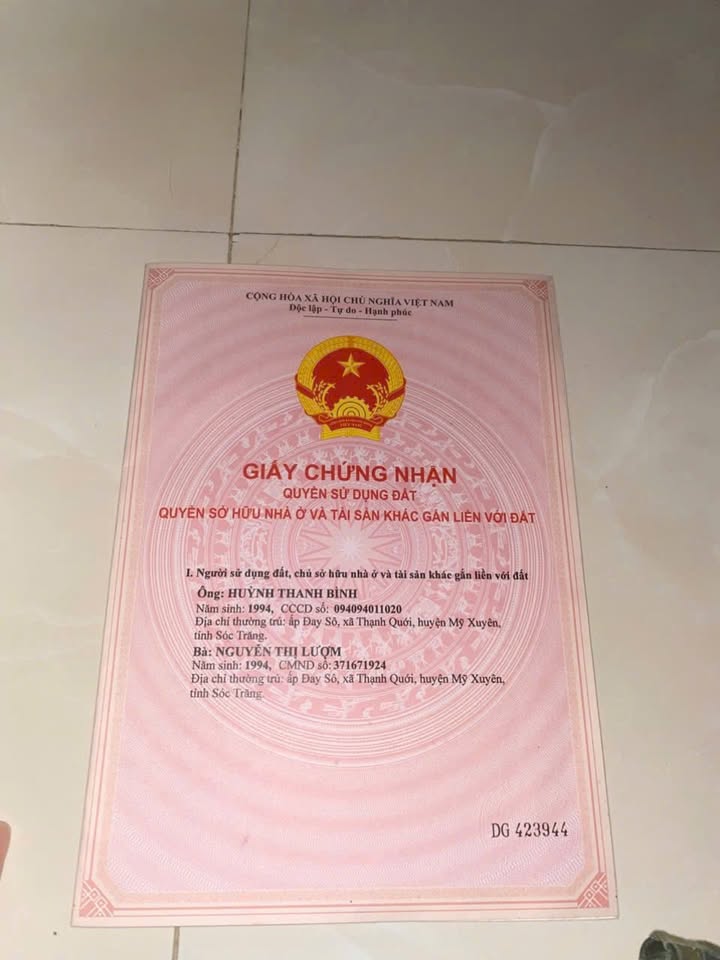 CỘNG HÒA XÃ HỘI CHỦ NGHĨA VIỆT NAM
Độc lập - Tự do - Hạnh phúc
GIẤY CHỨNG NHẬN
QUYỀN SỬ DỤNG ĐẤT
QUYỀN SỞ HỮU NHÀ Ở VÀ TÀI SẢN KHÁC GẮN LIỀN VỚI ĐẤT
I. Người sử dụng đất, chủ sở hữu nhà ở và tài sản khác gắn liền với đất
Ông: HUỲNH THANH BÌNH
Năm sinh: 1994, CCCD số: 094094011020
Địa chỉ thường trú: ấp Đay Sô, xã Thạnh Quới, huyện Mỹ Xuyên,
tỉnh Sóc Trăng.
Bà: NGUYỄN THỊ LƯỢM
Năm sinh: 1994, CMND số: 371671924
Địa chỉ thường trú: ấp Đay Sô, xã Thạnh Quới, huyện Mỹ Xuyên,
tỉnh Sóc Trăng.
DG 423944